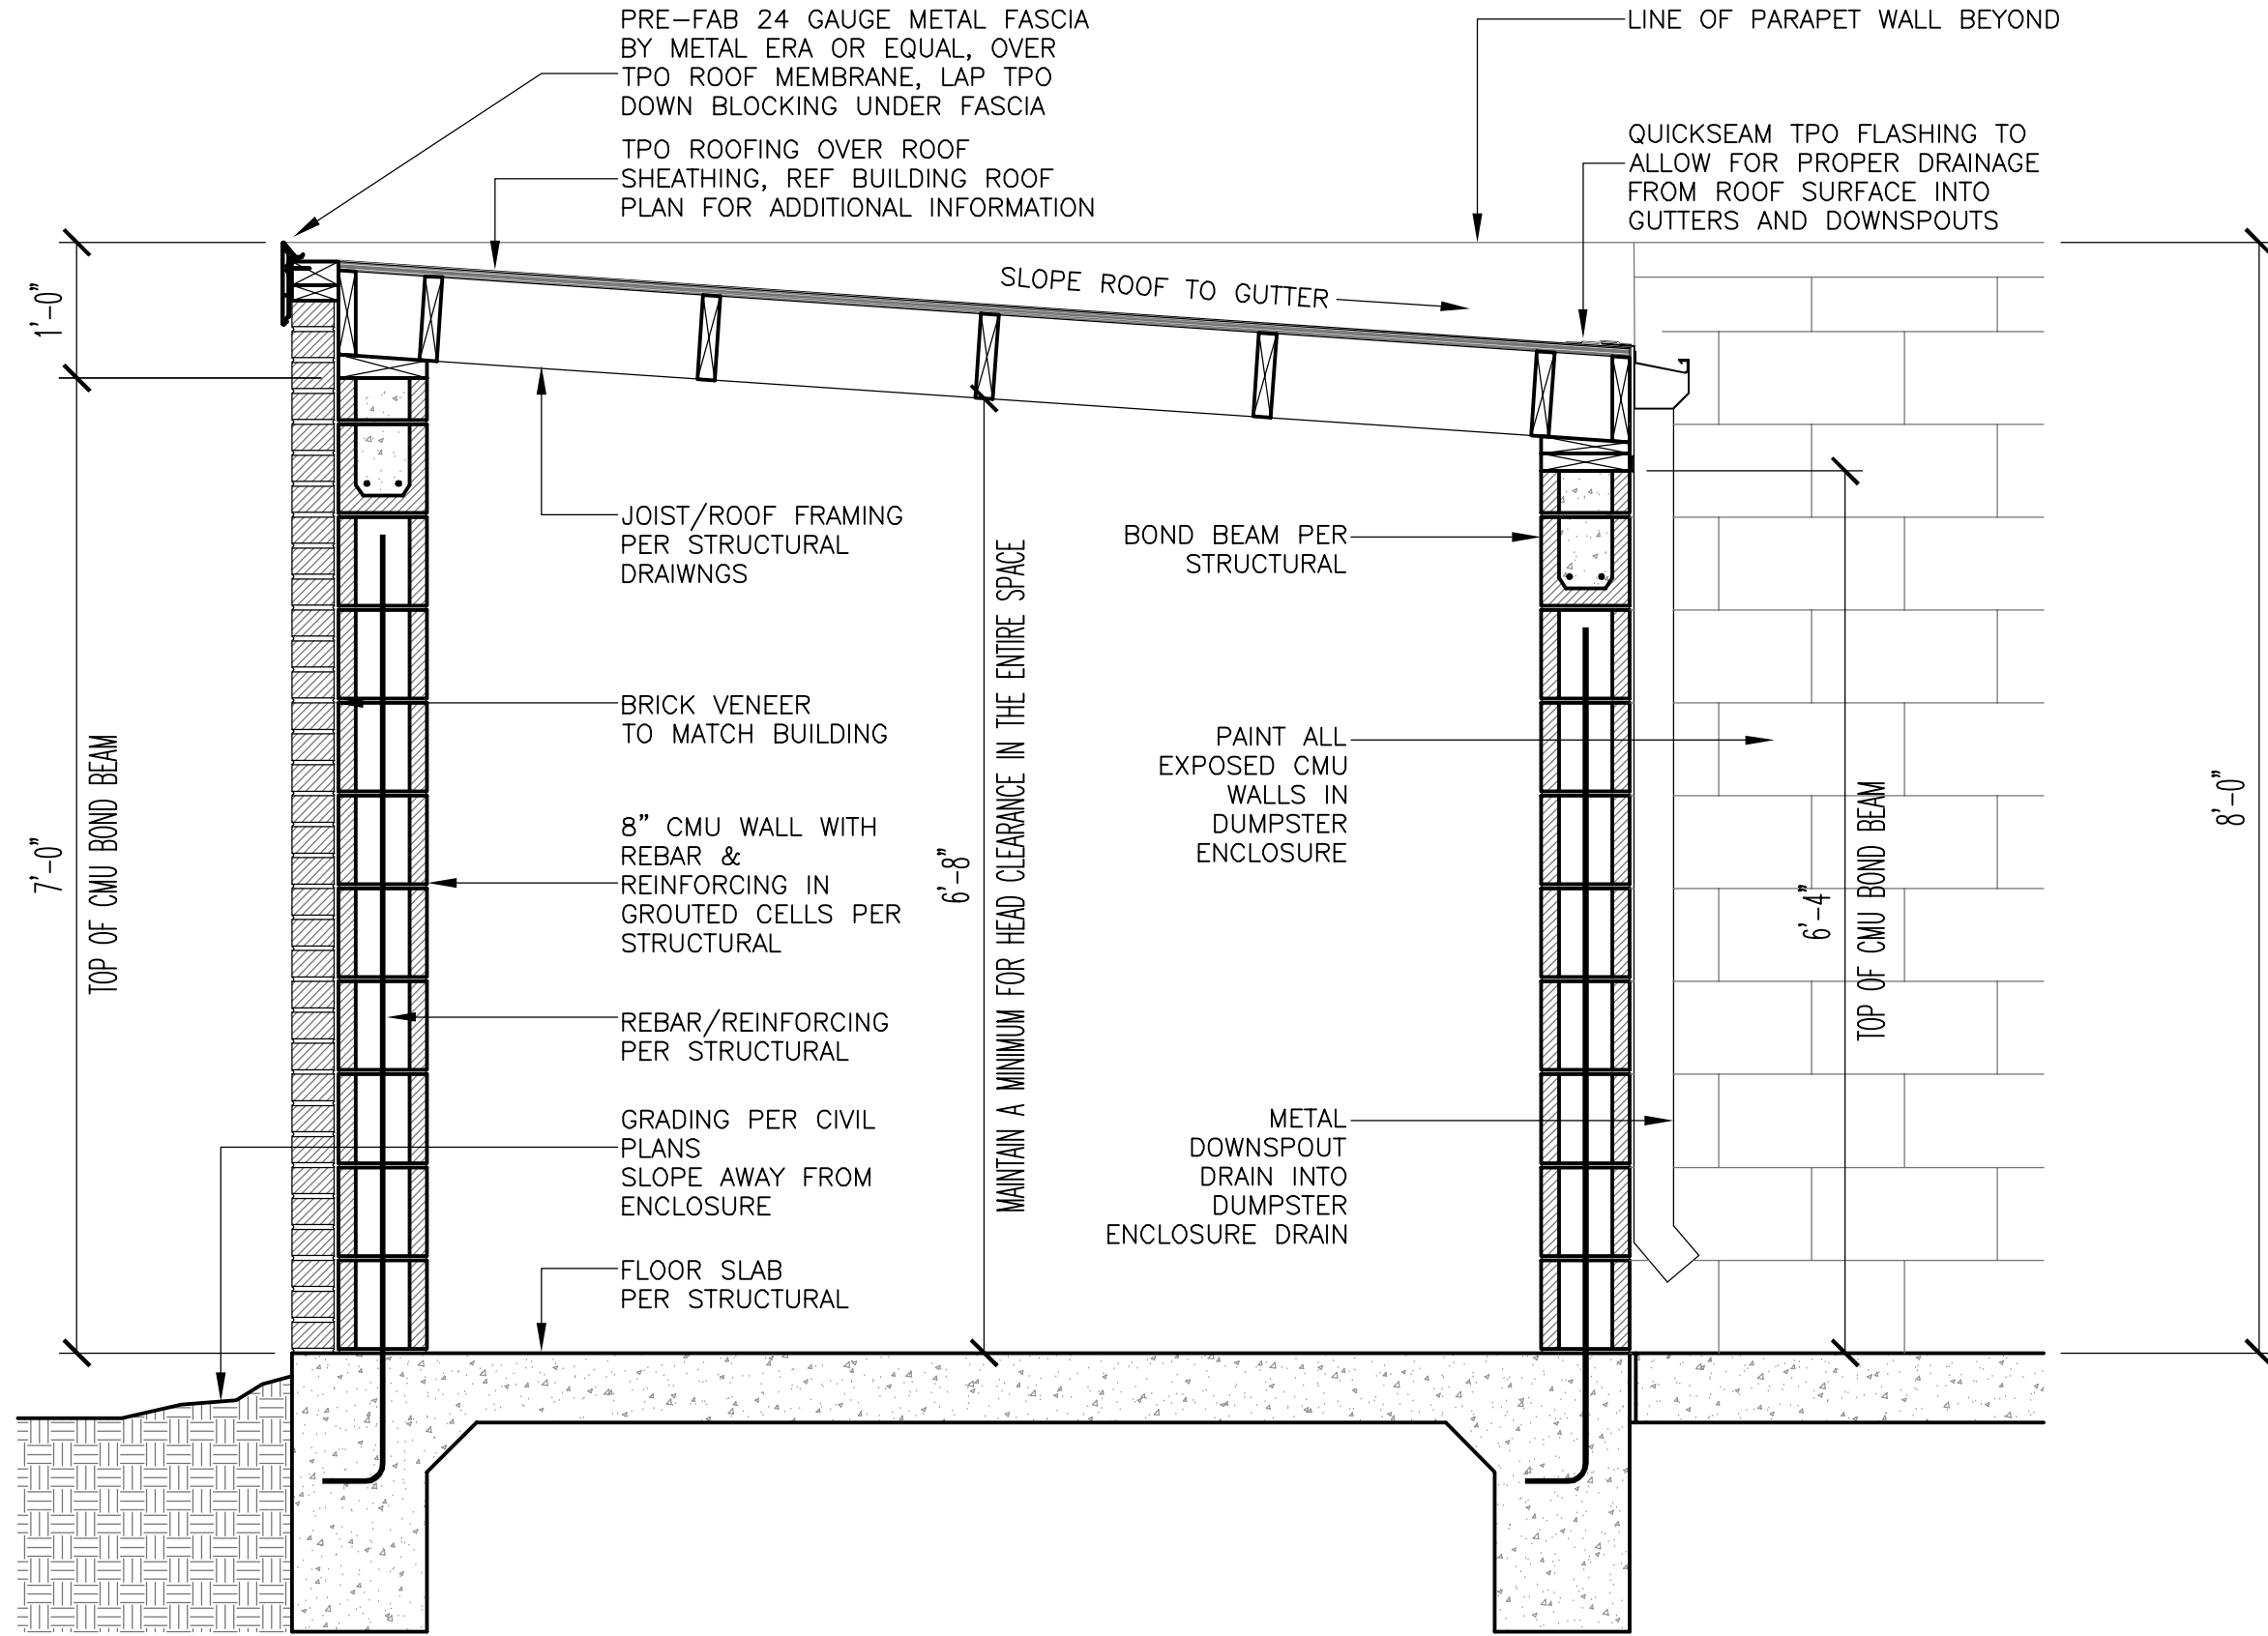 PRE-FAB 24 GAUGE METAL FASCIA
BY METAL ERA OR EQUAL, OVER
TPO ROOF MEMBRANE, LAP TPO
DOWN BLOCKING UNDER FASCIA
TPO ROOFING OVER ROOF
SHEATHING, REF BUILDING ROOF
PLAN FOR ADDITIONAL INFORMATION
LINE OF PARAPET WALL BEYOND
QUICKSEAM TPO FLASHING TO
ALLOW FOR PROPER DRAINAGE
FROM ROOF SURFACE INTO
GUTTERS AND DOWNSPOUTS
SLOPE ROOF TO GUTTER
1'-0"
7'-0"
TOP OF CMU BOND BEAM
JOIST/ROOF FRAMING
PER STRUCTURAL
DRAIWNGS
BRICK VENEER
TO MATCH BUILDING
8" CMU WALL WITH
REBAR &
REINFORCING IN
GROUTED CELLS PER
STRUCTURAL
REBAR/REINFORCING
PER STRUCTURAL
GRADING PER CIVIL
PLANS
SLOPE AWAY FROM
ENCLOSURE
FLOOR SLAB
PER STRUCTURAL
6'-8"
MAINTAIN A MINIMUM FOR HEAD CLEARANCE IN THE ENTIRE SPACE
BOND BEAM PER
STRUCTURAL
PAINT ALL
EXPOSED CMU
WALLS IN
DUMPSTER
ENCLOSURE
METAL
DOWNSPOUT
DRAIN INTO
DUMPSTER
ENCLOSURE DRAIN
6'-4"
TOP OF CMU BOND BEAM
8'-0"